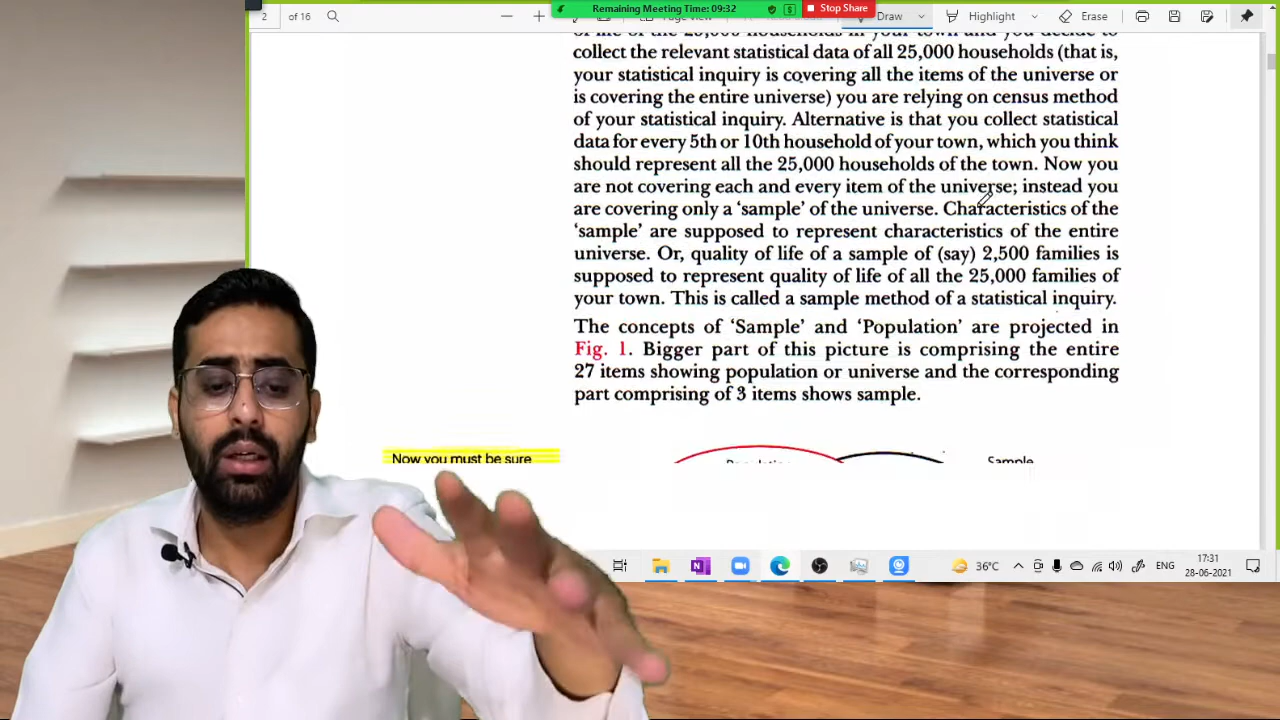 2 of 16
Remaining Meeting Time: 09:32
Stop Share
Draw
Highlight
Erase
collect the relevant statistical data of all 25,000 households (that is,
your statistical inquiry is covering all the items of the universe or
is covering the entire universe) you are relying on census method
of your statistical inquiry. Alternative is that you collect statistical
data for every 5th or 10th household of your town, which you think
should represent all the 25,000 households of the town. Now you
are not covering each and every item of the universe; instead you
are covering only a ‘sample’ of the universe. Characteristics of the
‘sample’ are supposed to represent characteristics of the entire
universe. Or, quality of life of a sample of (say) 2,500 families is
supposed to represent quality of life of all the 25,000 families of
your town. This is called a sample method of a statistical inquiry.
The concepts of ‘Sample’ and ‘Population’ are projected in
Fig. 1. Bigger part of this picture is comprising the entire
27 items showing population or universe and the corresponding
part comprising of 3 items shows sample.
Now you must be sure
Sample
36°C
ENG
17:31
28-06-2021